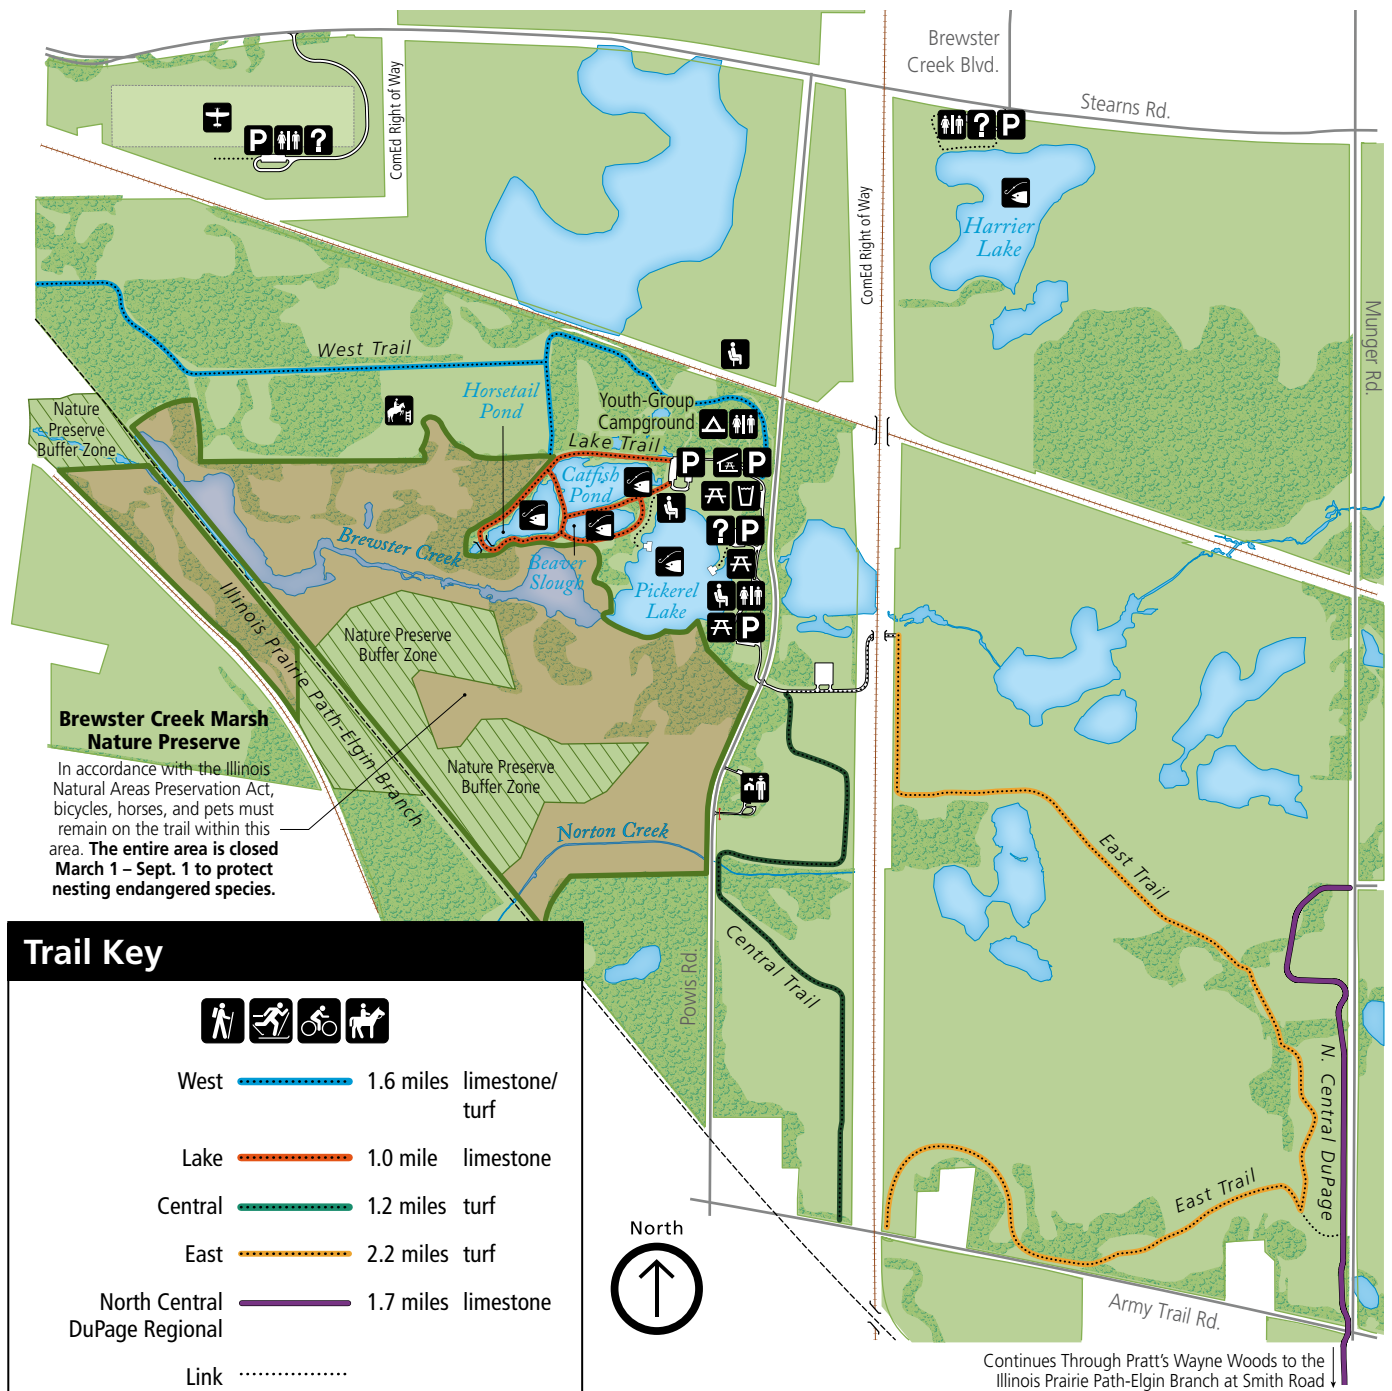 Brewster
Creek Blvd.
Stearns Rd.
ComEd Right of Way
P
?
? P
Harrier
Lake
ComEd Right of Way
Munger Rd.
West Trail
Horsetail
Pond
Youth-Group
Campground
Lake Trail
Nature
Preserve
Buffer Zone
P
P
Catfish
Pond
? P
Brewster Creek
Beaver
Slough
Pickerel
Lake
P
Illinois Prairie Path-Elgin Branch
Nature Preserve
Buffer Zone
Brewster Creek Marsh
Nature Preserve
In accordance with the Illinois
Natural Areas Preservation Act,
bicycles, horses, and pets must
remain on the trail within this
area. The entire area is closed
March 1 – Sept. 1 to protect
nesting endangered species.
Nature Preserve
Buffer Zone
Norton Creek
East Trail
Central Trail
Powis Rd.
N. Central DuPage
East Trail
Army Trail Rd.
North
Continues Through Pratt's Wayne Woods to the
Illinois Prairie Path-Elgin Branch at Smith Road
Trail Key
West 1.6 miles limestone/
turf
Lake 1.0 mile limestone
Central 1.2 miles turf
East 2.2 miles turf
North Central 1.7 miles limestone
DuPage Regional
Link